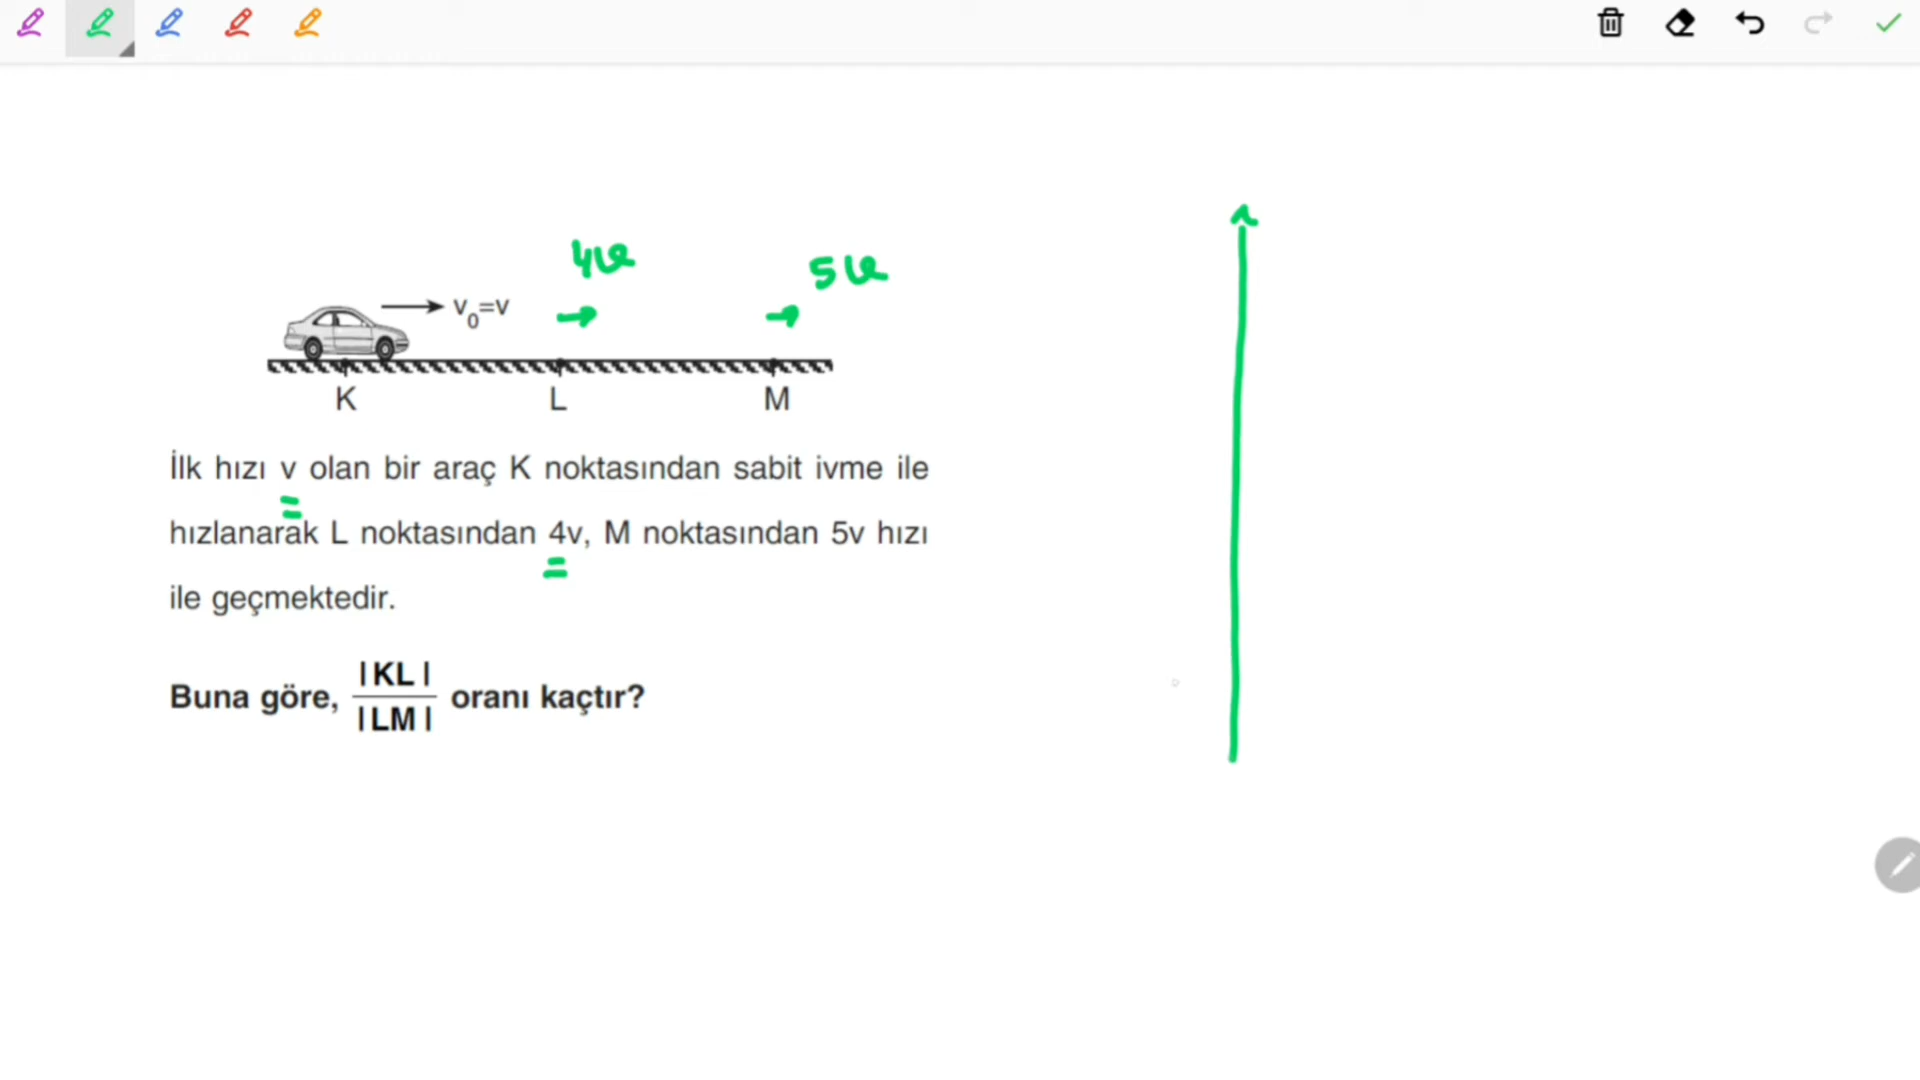 4v
5v
v0=v
K L M
İlk hızı v olan bir araç K noktasından sabit ivme ile
hızlanarak L noktasından 4v, M noktasından 5v hızı
ile geçmektedir.
Buna göre, |KL| / |LM| oranı kaçtır?